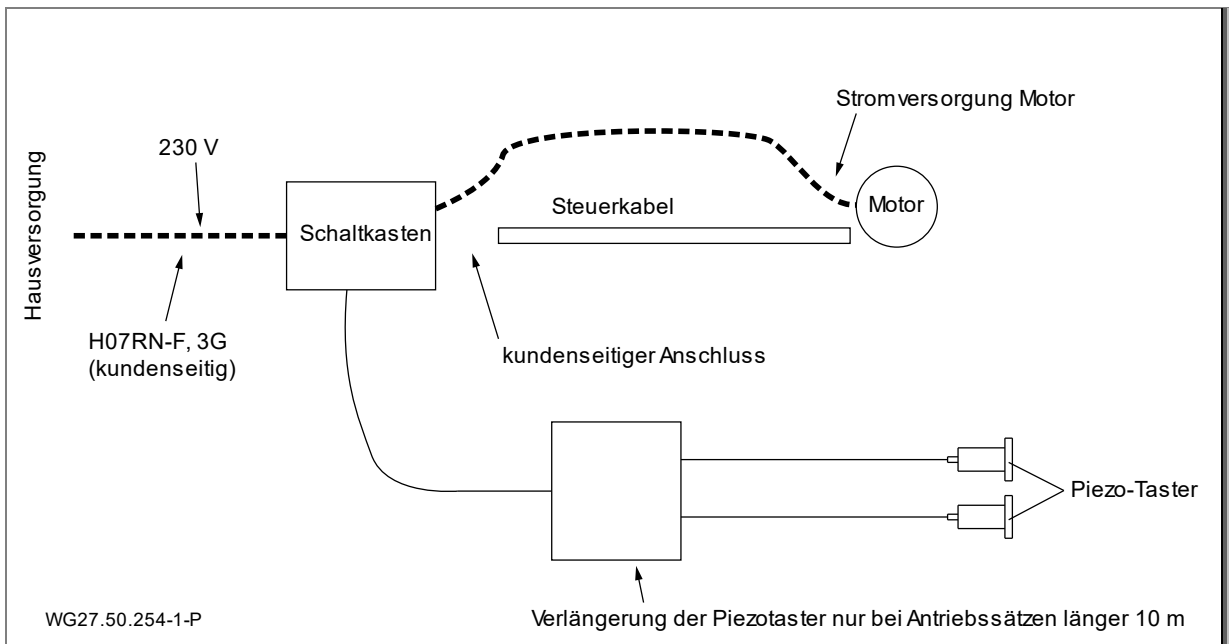 Stromversorgung Motor
230 V
Hausversorgung
Schaltkasten
Steuerkabel
Motor
H07RN-F, 3G
(kundenseitig)
kundenseitiger Anschluss
Piezo-Taster
WG27.50.254-1-P
Verlängerung der Piezotaster nur bei Antriebssätzen länger 10 m